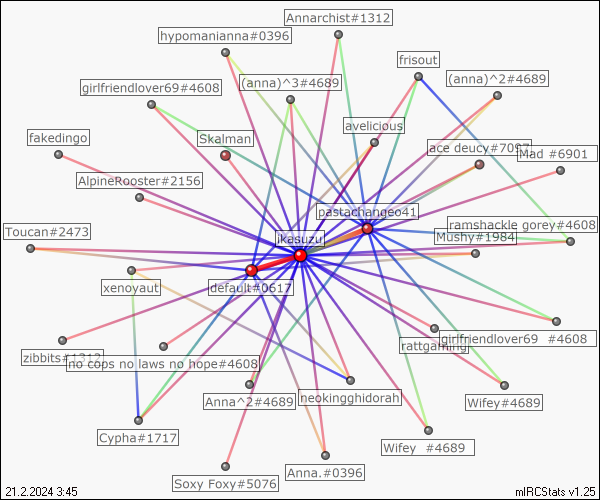 Annarchist#1312
hypomanianna#0396
frisout
(anna)^3#4689
(anna)^2#4689
girlfriendlover69#4608
avelicious
fakedingo
Skalman
ace deucy#7097
Mad #6901
AlpineRooster#2156
pastachangeo41
Toucan#2473
ikasuzu
Mushy#1984
ramshackle gorey#4608
xenoyaut
default#0617
zibbits#1312
no cops no laws no hope#4608
rattgaming
girlfriendlover69 #4608
Anna^2#4689
neokingghidorah
Wifey#4689
Cypha#1717
Wifey #4689
Soxy Foxy#5076
Anna.#0396
21.2.2024 3:45
mIRCStats v1.25